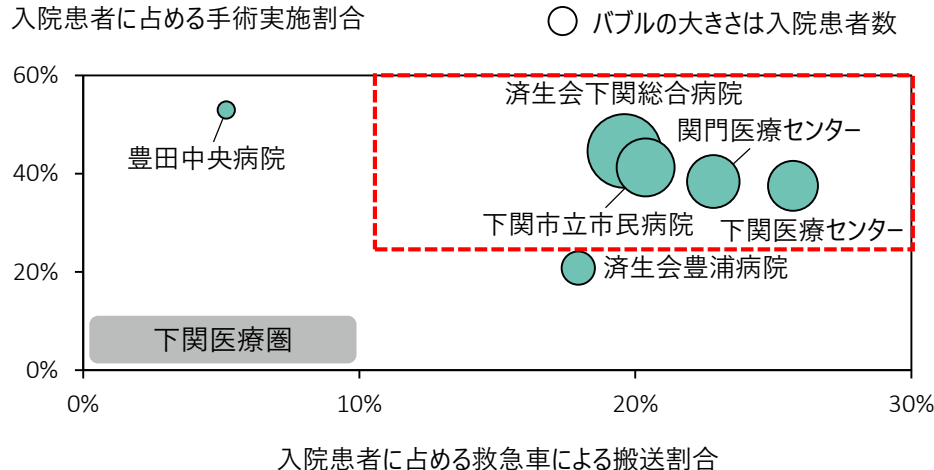 入院患者に占める手術実施割合
バブルの大きさは入院患者数
60%
済生会下関総合病院
関門医療センター
豊田中央病院
40%
下関市立市民病院
下関医療センター
済生会豊浦病院
20%
下関医療圏
0%
0%
10%
20%
30%
入院患者に占める救急車による搬送割合